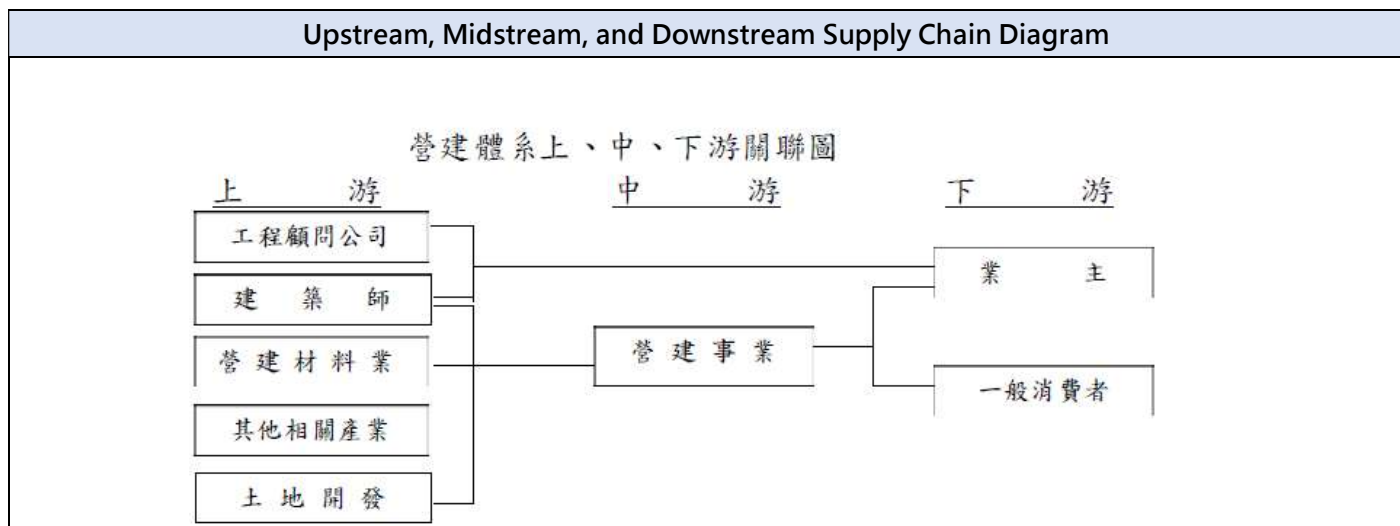 Upstream, Midstream, and Downstream Supply Chain Diagram
營建體系上、中、下游關聯圖
上 游
中 游
下 游
工程顧問公司
建築師
營建材料業
其他相關產業
土地開發
營建事業
業主
一般消費者